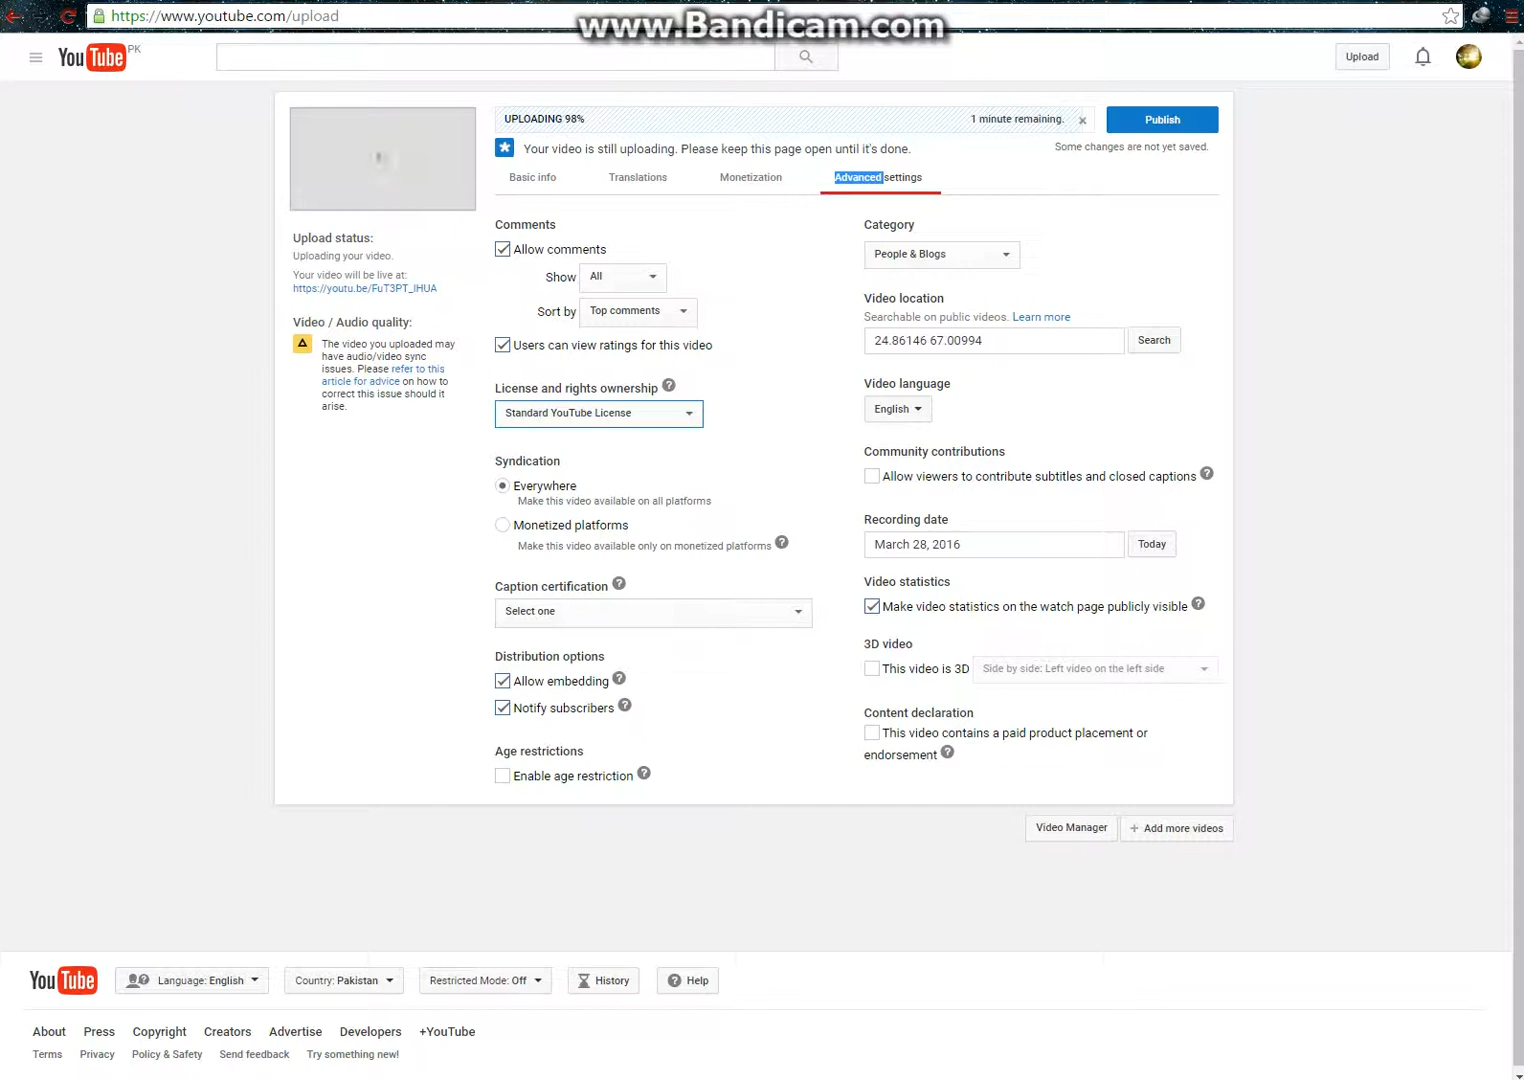 https://www.youtube.com/upload
www.Bandicam.com
YouTube PK
Upload
UPLOADING 98%
1 minute remaining.
Publish
Your video is still uploading. Please keep this page open until it's done.
Some changes are not yet saved.
Basic info
Translations
Monetization
Advanced settings
Upload status:
Uploading your video.
Your video will be live at:
https://youtu.be/FuT3PT_IHUA
Video / Audio quality:
The video you uploaded may
have audio/video sync
issues. Please refer to this
article for advice on how to
correct this issue should it
arise.
Comments
Allow comments
Show All
Sort by Top comments
Users can view ratings for this video
License and rights ownership ?
Standard YouTube License
Syndication
Everywhere
Make this video available on all platforms
Monetized platforms
Make this video available only on monetized platforms ?
Caption certification ?
Select one
Distribution options
Allow embedding ?
Notify subscribers ?
Age restrictions
Enable age restriction ?
Category
People & Blogs
Video location
Searchable on public videos. Learn more
24.86146 67.00994
Search
Video language
English
Community contributions
Allow viewers to contribute subtitles and closed captions ?
Recording date
March 28, 2016
Today
Video statistics
Make video statistics on the watch page publicly visible ?
3D video
This video is 3D
Side by side: Left video on the left side
Content declaration
This video contains a paid product placement or
endorsement ?
Video Manager
+ Add more videos
YouTube
Language: English
Country: Pakistan
Restricted Mode: Off
History
? Help
About Press Copyright Creators Advertise Developers +YouTube
Terms Privacy Policy & Safety Send feedback Try something new!